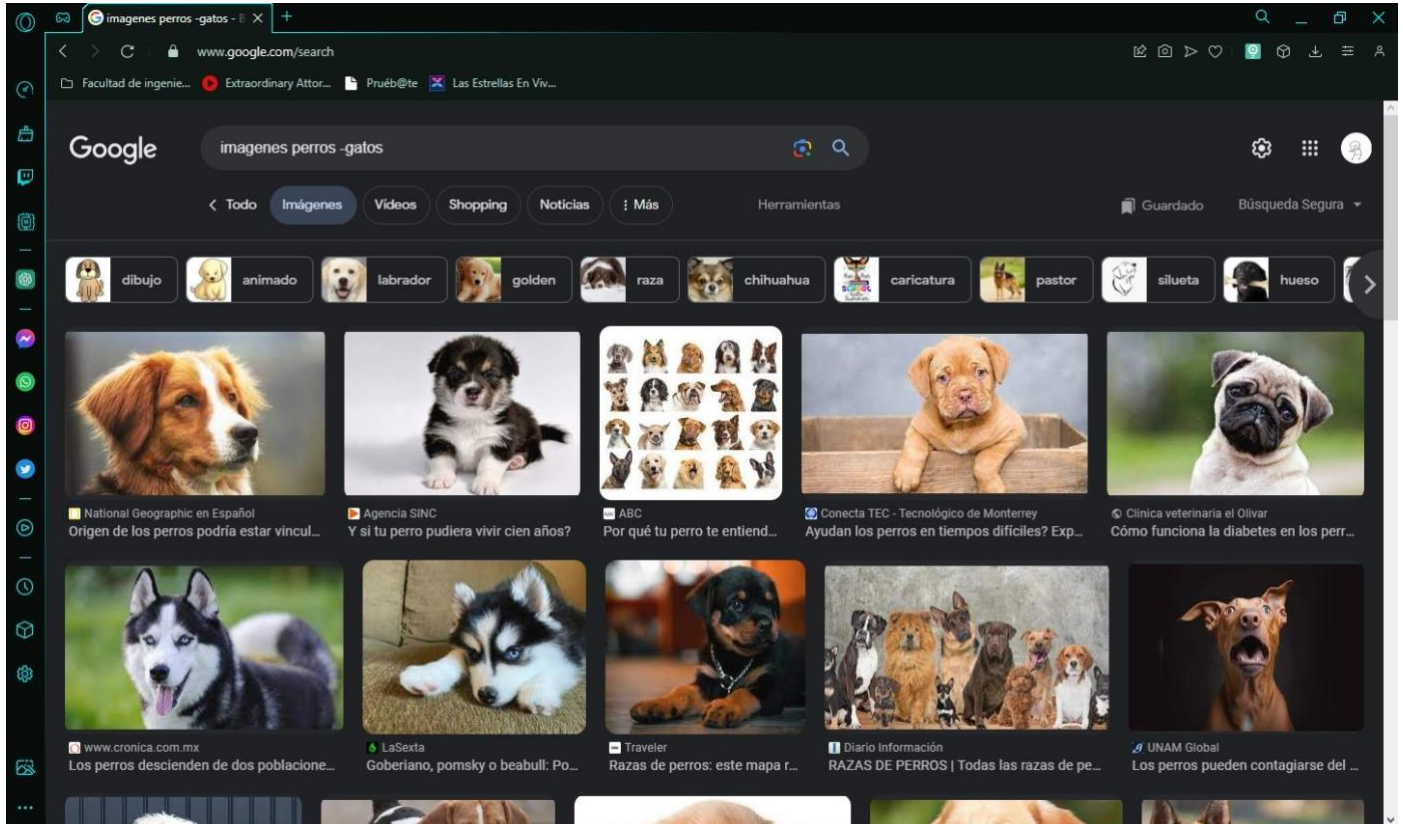 imagenes perros -gatos - B
www.google.com/search
Facultad de ingenie...
Extraordinary Attor...
Pruéb@te
Las Estrellas En Viv...
Google
imagenes perros -gatos
Todo
Imágenes
Videos
Shopping
Noticias
Más
Herramientas
Guardado
Búsqueda Segura
dibujo
animado
labrador
golden
raza
chihuahua
caricatura
pastor
silueta
hueso
National Geographic en Español
Origen de los perros podría estar vincul...
Agencia SINC
Y si tu perro pudiera vivir cien años?
ABC
Por qué tu perro te entiend...
Conecta TEC - Tecnológico de Monterrey
Ayudan los perros en tiempos difíciles? Exp...
Clinica veterinaria el Olivar
Cómo funciona la diabetes en los perr...
www.cronica.com.mx
Los perros descienden de dos poblacione...
LaSexta
Goberiano, pomsky o beabull: Po...
Traveler
Razas de perros: este mapa r...
Diario Información
RAZAS DE PERROS | Todas las razas de pe...
UNAM Global
Los perros pueden contagiarse del ...